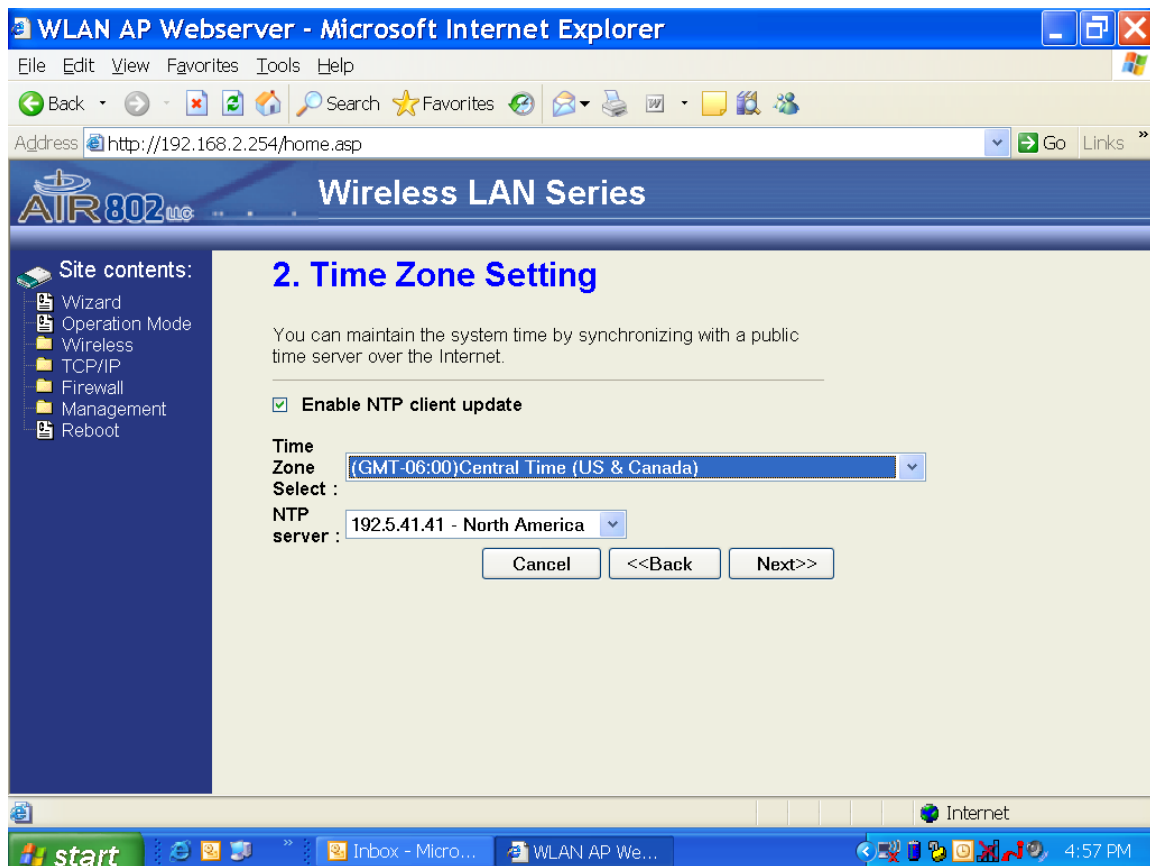 WLAN AP Webserver - Microsoft Internet Explorer
File Edit View Favorites Tools Help
Back Search Favorites
Address http://192.168.2.254/home.asp Go Links »
AIR802 LLC Wireless LAN Series
Site contents:
Wizard
Operation Mode
Wireless
TCP/IP
Firewall
Management
Reboot
2. Time Zone Setting
You can maintain the system time by synchronizing with a public
time server over the Internet.
Enable NTP client update
Time
Zone
Select :
(GMT-06:00)Central Time (US & Canada)
NTP
server :
192.5.41.41 - North America
Cancel <<Back Next>>
Internet
start » Inbox - Micro... WLAN AP We... 4:57 PM